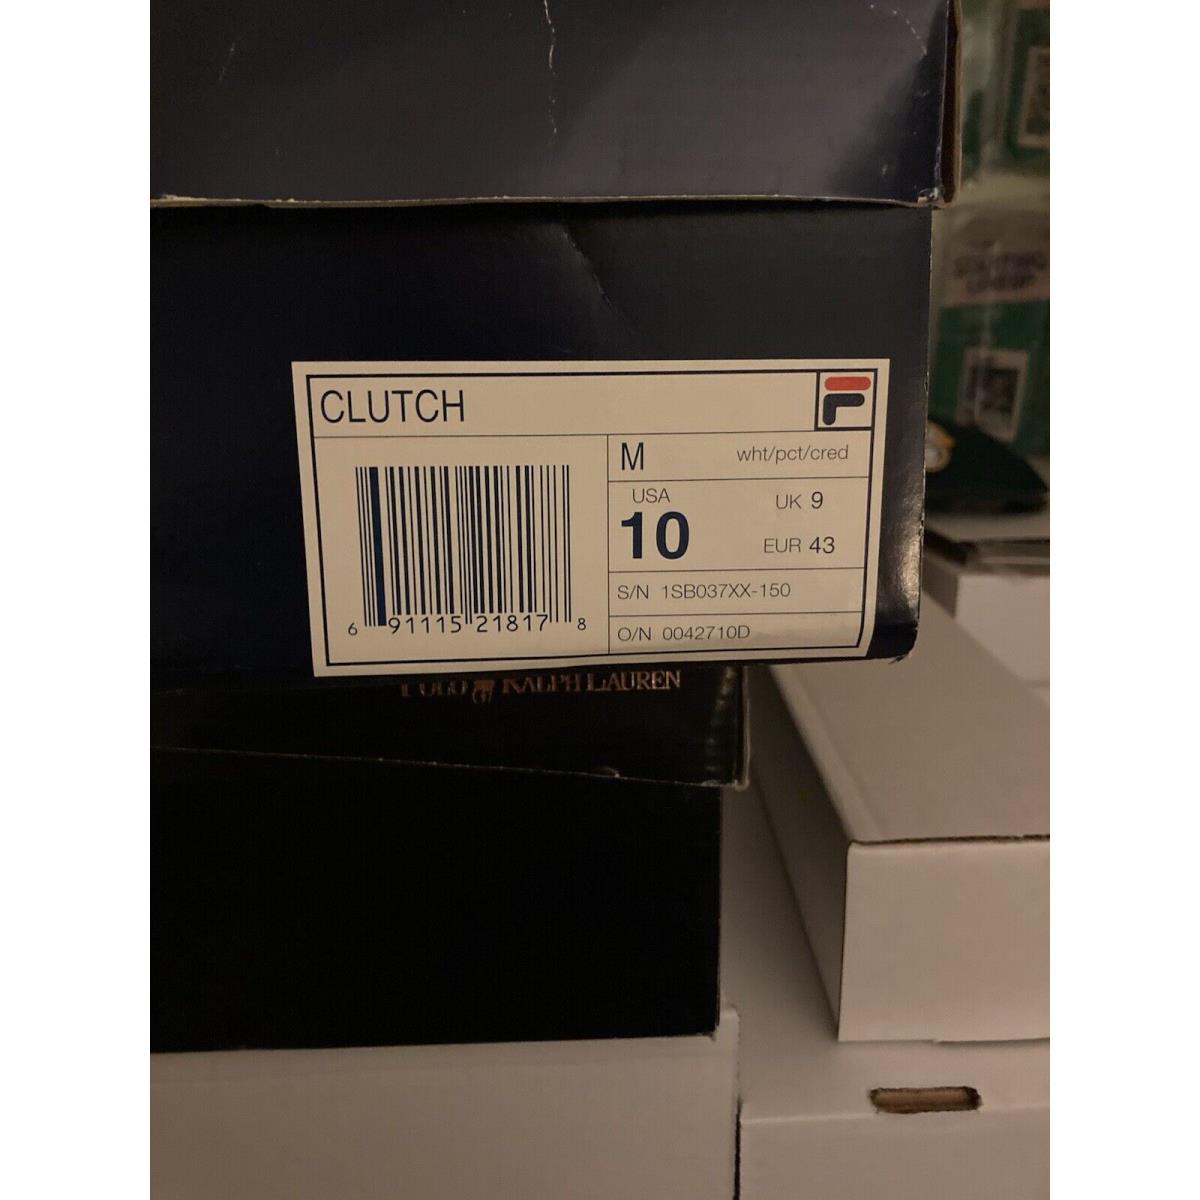 CLUTCH
M wht/pct/cred
USA
10
UK 9
EUR 43
S/N 1SB037XX-150
O/N 0042710D
6 91115 21817 8
POLO RALPH LAUREN